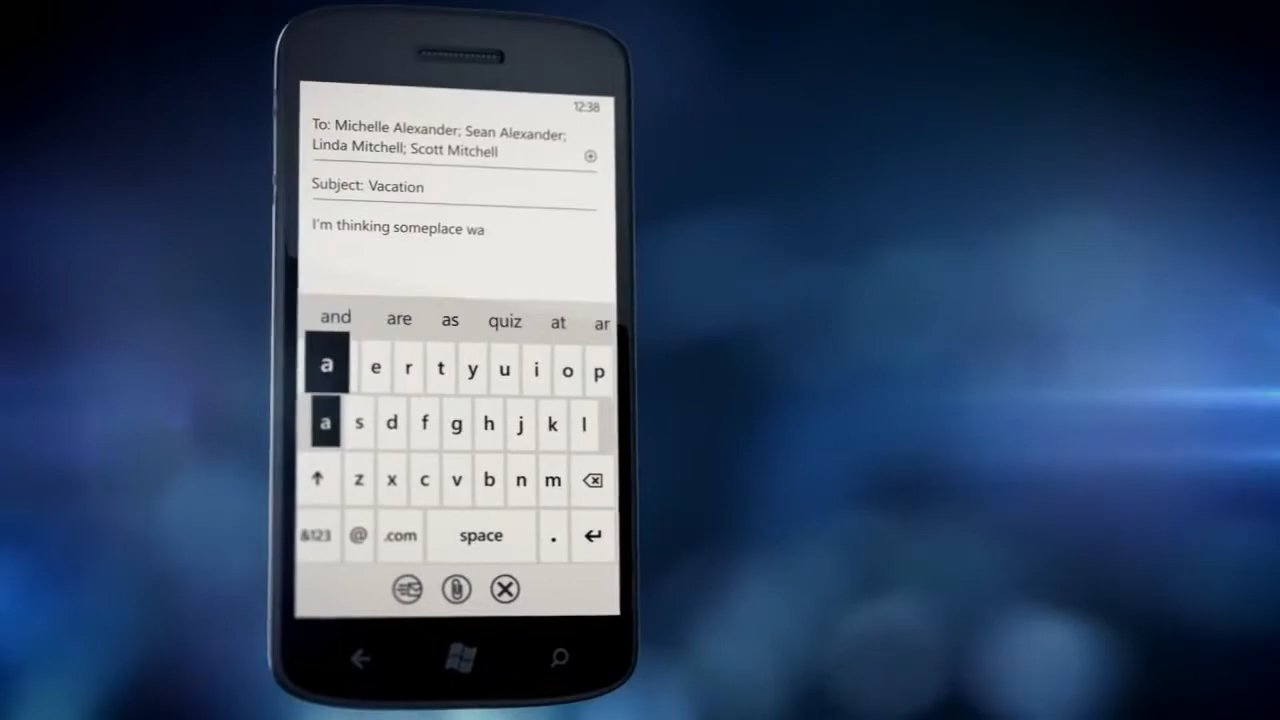 12:38
To: Michelle Alexander; Sean Alexander;
Linda Mitchell; Scott Mitchell
Subject: Vacation
I'm thinking someplace wa
and are as quiz at ar
a e r t y u i o p
a s d f g h j k l
z x c v b n m
&123 @ .com space .